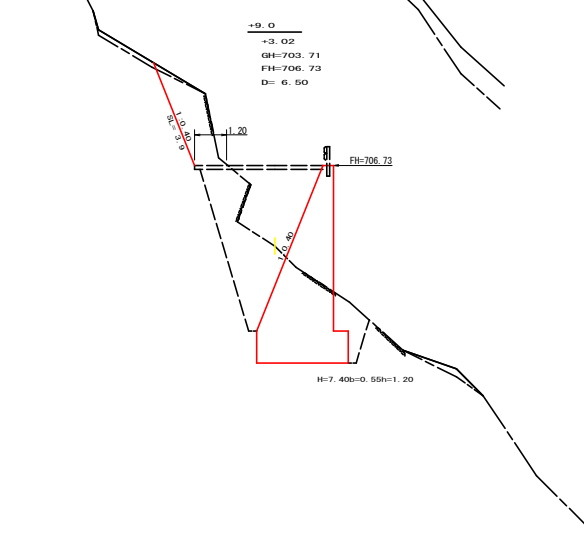 +9.0
+3.02
GH=703.71
FH=706.73
D= 6.50
1:0.40
SL= 3.9
1.20
FH=706.73
1:0.40
H=7.40b=0.55h=1.20